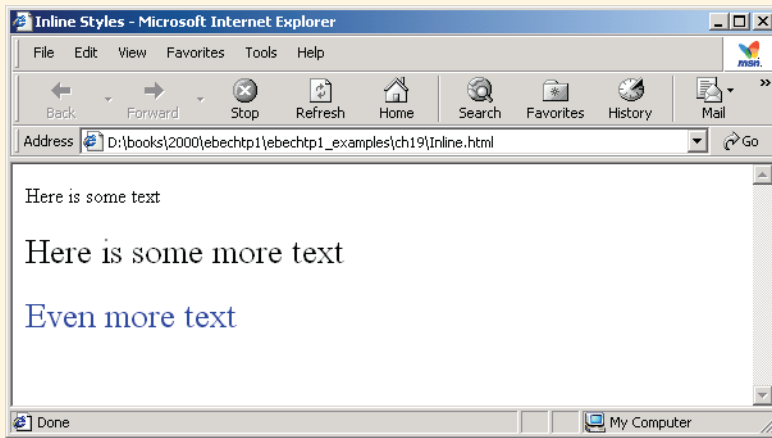 Inline Styles - Microsoft Internet Explorer
File Edit View Favorites Tools Help
msn.
Back Forward Stop Refresh Home Search Favorites History Mail »
Address D:\books\2000\ebechtp1\ebechtp1_examples\ch19\Inline.html Go
Here is some text
Here is some more text
Even more text
Done My Computer